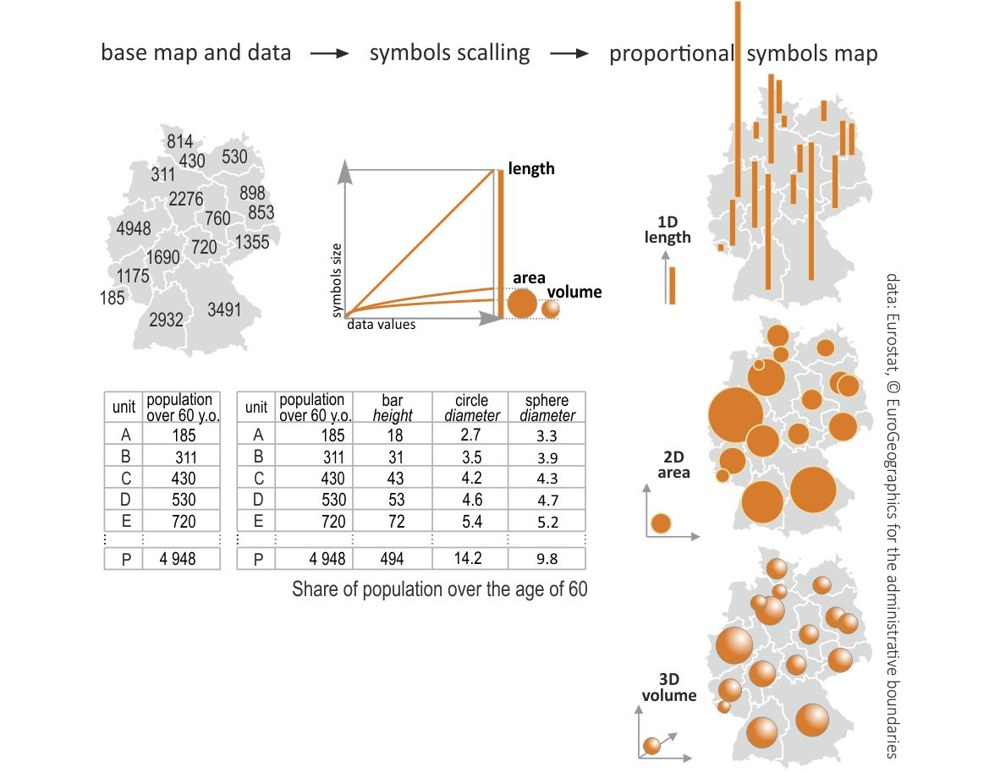 base map and data
symbols scalling
proportional symbols map
814
430
530
311
2276
898
853
760
4948
720
1355
1690
1175
185
2932
3491
symbols size
data values
length
area
volume
1D
length
2D
area
3D
volume
unit population over 60 y.o.
A 185
B 311
C 430
D 530
E 720
P 4 948
unit population over 60 y.o. bar height circle diameter sphere diameter
A 185 18 2.7 3.3
B 311 31 3.5 3.9
C 430 43 4.2 4.3
D 530 53 4.6 4.7
E 720 72 5.4 5.2
P 4 948 494 14.2 9.8
Share of population over the age of 60
data: Eurostat, © EuroGeographics for the administrative boundaries